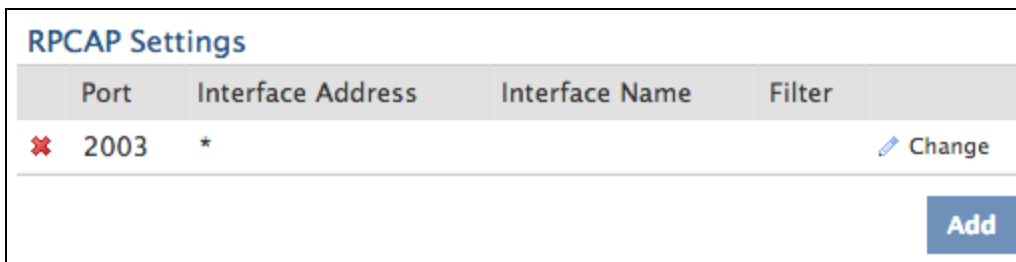 RPCAP Settings
Port Interface Address Interface Name Filter
2003 * Change
Add